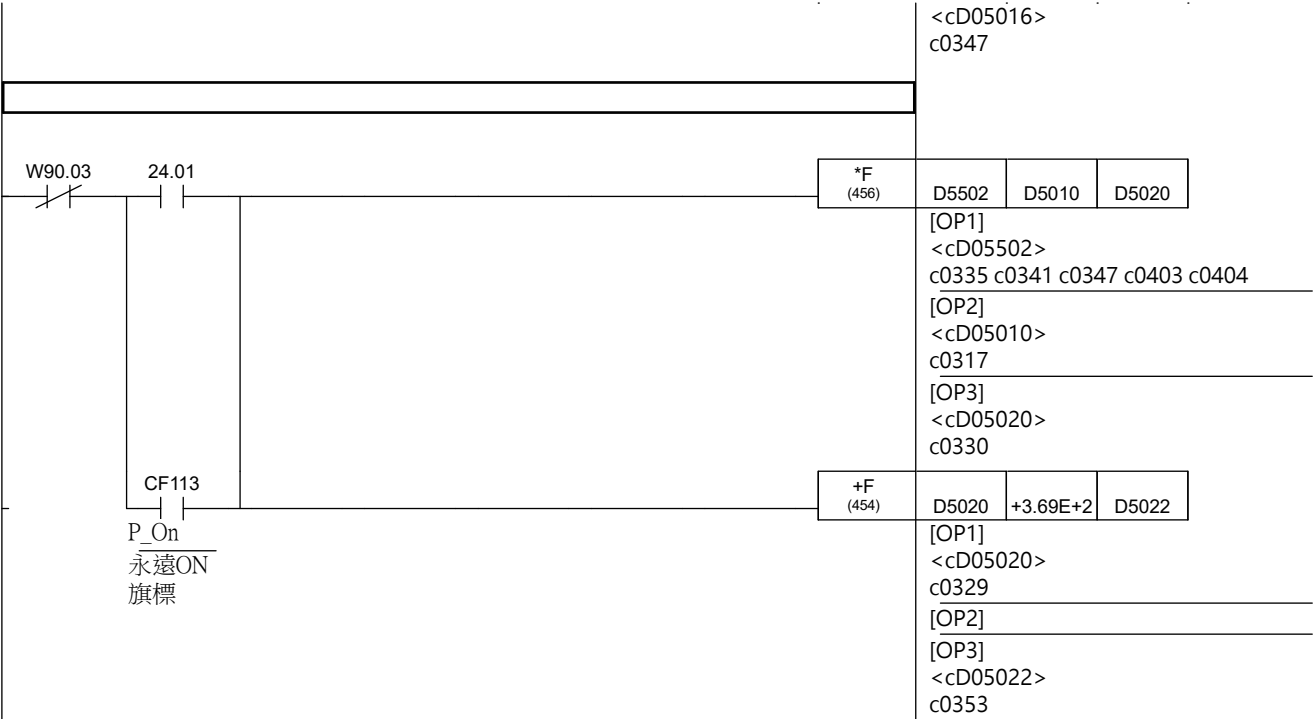 <cD05016>
c0347
W90.03 24.01 *F
(456) D5502 D5010 D5020
[OP1]
<cD05502>
c0335 c0341 c0347 c0403 c0404
[OP2]
<cD05010>
c0317
[OP3]
<cD05020>
c0330
CF113 +F
(454) D5020 +3.69E+2 D5022
P_On
永遠ON
旗標
[OP1]
<cD05020>
c0329
[OP2]
[OP3]
<cD05022>
c0353